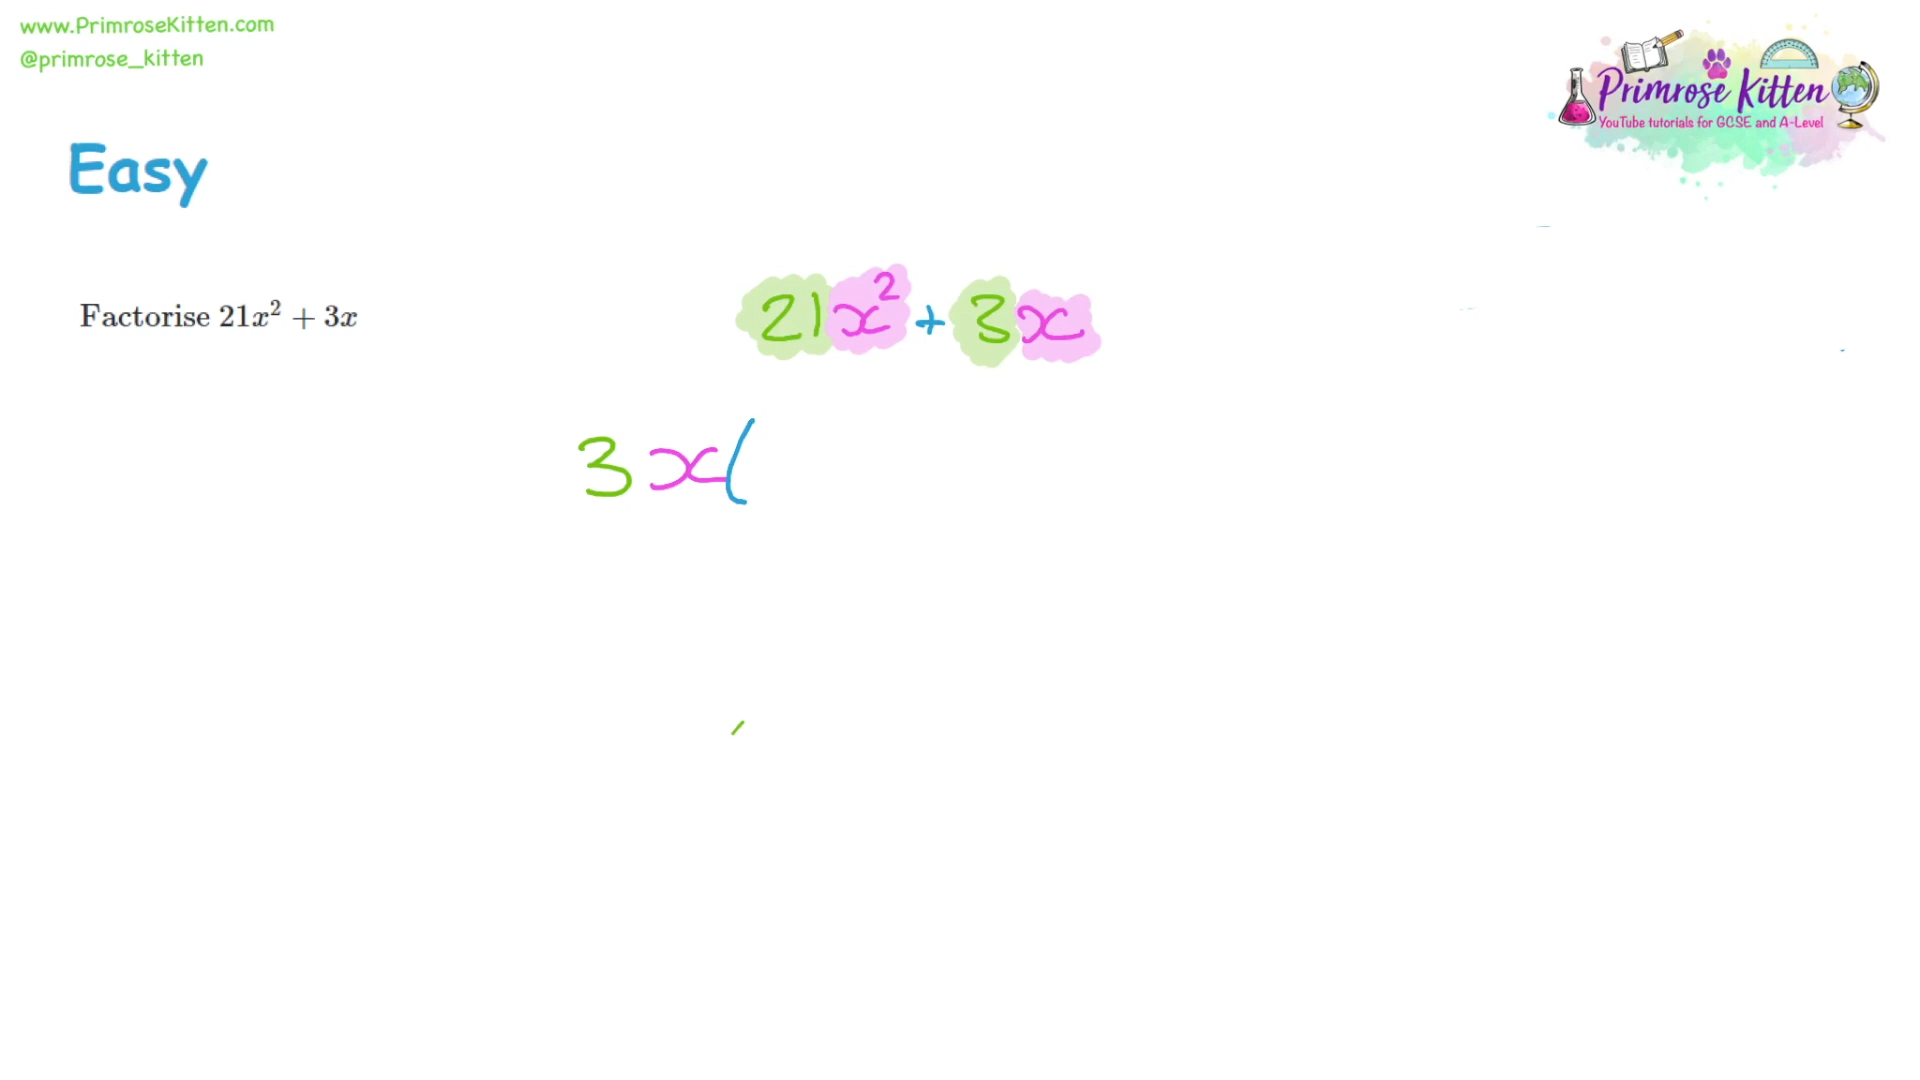 www.PrimroseKitten.com
@primrose_kitten
Primrose Kitten
YouTube tutorials for GCSE and A-Level
Easy
Factorise 21x² + 3x
21x² + 3x
3x(